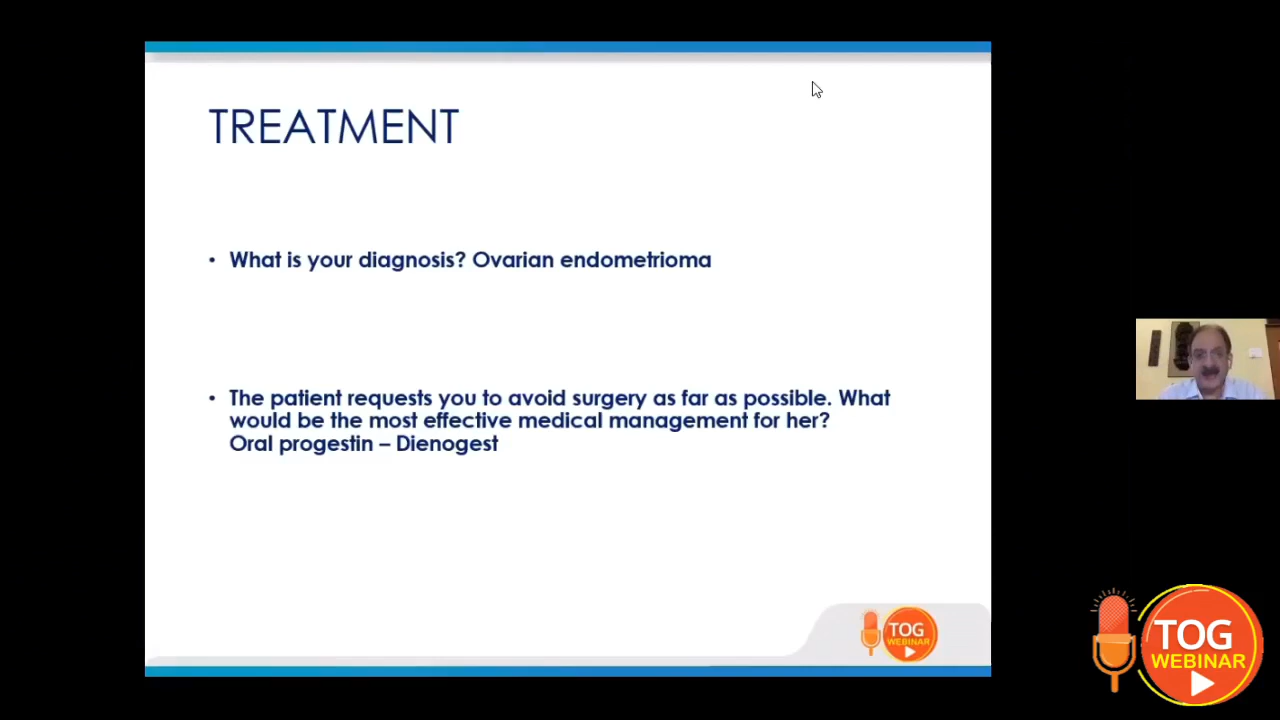 TREATMENT
• What is your diagnosis? Ovarian endometrioma
• The patient requests you to avoid surgery as far as possible. What
would be the most effective medical management for her?
Oral progestin – Dienogest
TOG
WEBINAR
TOG
WEBINAR